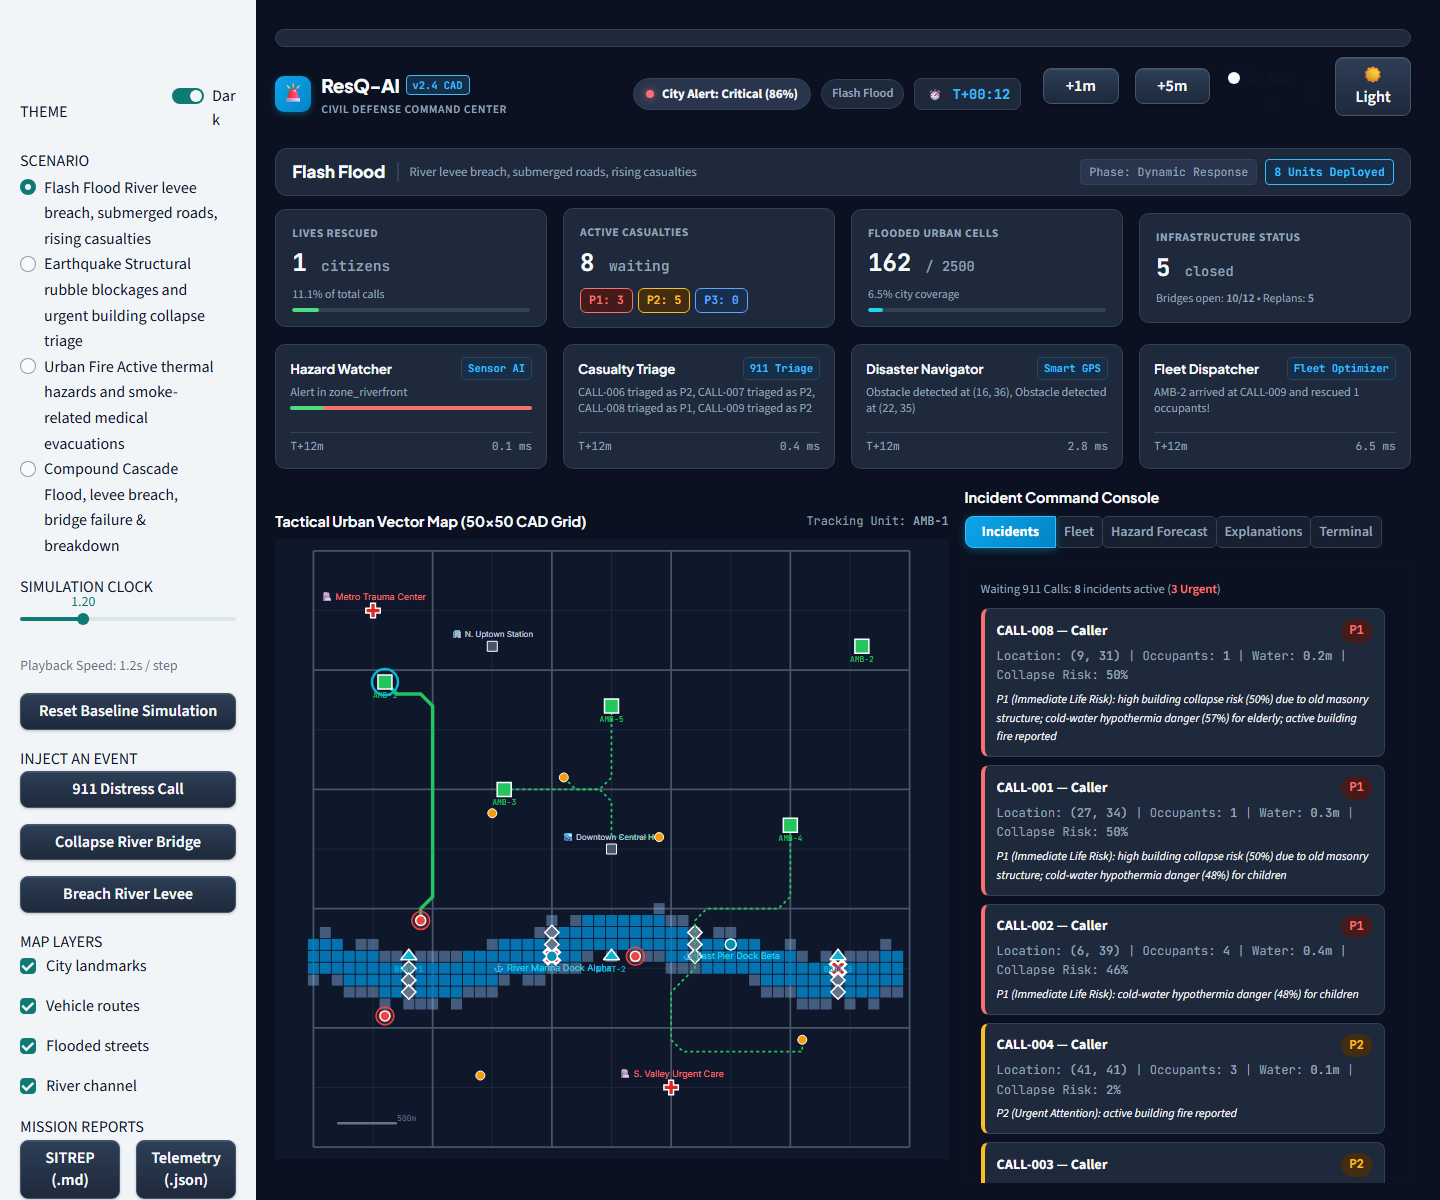 THEME
Dar
k
SCENARIO
Flash Flood River levee
breach, submerged roads,
rising casualties
Earthquake Structural
rubble blockages and
urgent building collapse
triage
Urban Fire Active thermal
hazards and smoke-
related medical
evacuations
Compound Cascade
Flood, levee breach,
bridge failure &
breakdown
SIMULATION CLOCK
1.20
Playback Speed: 1.2s / step
Reset Baseline Simulation
INJECT AN EVENT
911 Distress Call
Collapse River Bridge
Breach River Levee
MAP LAYERS
City landmarks
Vehicle routes
Flooded streets
River channel
MISSION REPORTS
SITREP
(.md)
Telemetry
(.json)
ResQ-AI
v2.4 CAD
CIVIL DEFENSE COMMAND CENTER
City Alert: Critical (86%)
Flash Flood
T+00:12
+1m
+5m
Light
Flash Flood
River levee breach, submerged roads, rising casualties
Phase: Dynamic Response
8 Units Deployed
LIVES RESCUED
1 citizens
11.1% of total calls
ACTIVE CASUALTIES
8 waiting
P1: 3
P2: 5
P3: 0
FLOODED URBAN CELLS
162 / 2500
6.5% city coverage
INFRASTRUCTURE STATUS
5 closed
Bridges open: 10/12 • Replans: 5
Hazard Watcher
Sensor AI
Alert in zone_riverfront
T+12m
0.1 ms
Casualty Triage
911 Triage
CALL-006 triaged as P2, CALL-007 triaged as P2,
CALL-008 triaged as P1, CALL-009 triaged as P2
T+12m
0.4 ms
Disaster Navigator
Smart GPS
Obstacle detected at (16, 36), Obstacle detected
at (22, 35)
T+12m
2.8 ms
Fleet Dispatcher
Fleet Optimizer
AMB-2 arrived at CALL-009 and rescued 1
occupants!
T+12m
6.5 ms
Tactical Urban Vector Map (50×50 CAD Grid)
Tracking Unit: AMB-1
Metro Trauma Center
N. Uptown Station
AMB-2
AMB-5
AMB-3
Downtown Central
AMB-4
River Marina Dock Alpha
East Pier Dock Beta
S. Valley Urgent Care
500m
Incident Command Console
Incidents
Fleet
Hazard Forecast
Explanations
Terminal
Waiting 911 Calls: 8 incidents active (3 Urgent)
CALL-008 — Caller
P1
Location: (9, 31) | Occupants: 1 | Water: 0.2m |
Collapse Risk: 50%
P1 (Immediate Life Risk): high building collapse risk (50%) due to old masonry
structure; cold-water hypothermia danger (57%) for elderly; active building
fire reported
CALL-001 — Caller
P1
Location: (27, 34) | Occupants: 1 | Water: 0.3m |
Collapse Risk: 50%
P1 (Immediate Life Risk): high building collapse risk (50%) due to old masonry
structure; cold-water hypothermia danger (48%) for children
CALL-002 — Caller
P1
Location: (6, 39) | Occupants: 4 | Water: 0.4m |
Collapse Risk: 46%
P1 (Immediate Life Risk): cold-water hypothermia danger (48%) for children
CALL-004 — Caller
P2
Location: (41, 41) | Occupants: 3 | Water: 0.1m |
Collapse Risk: 2%
P2 (Urgent Attention): active building fire reported
CALL-003 — Caller
P2